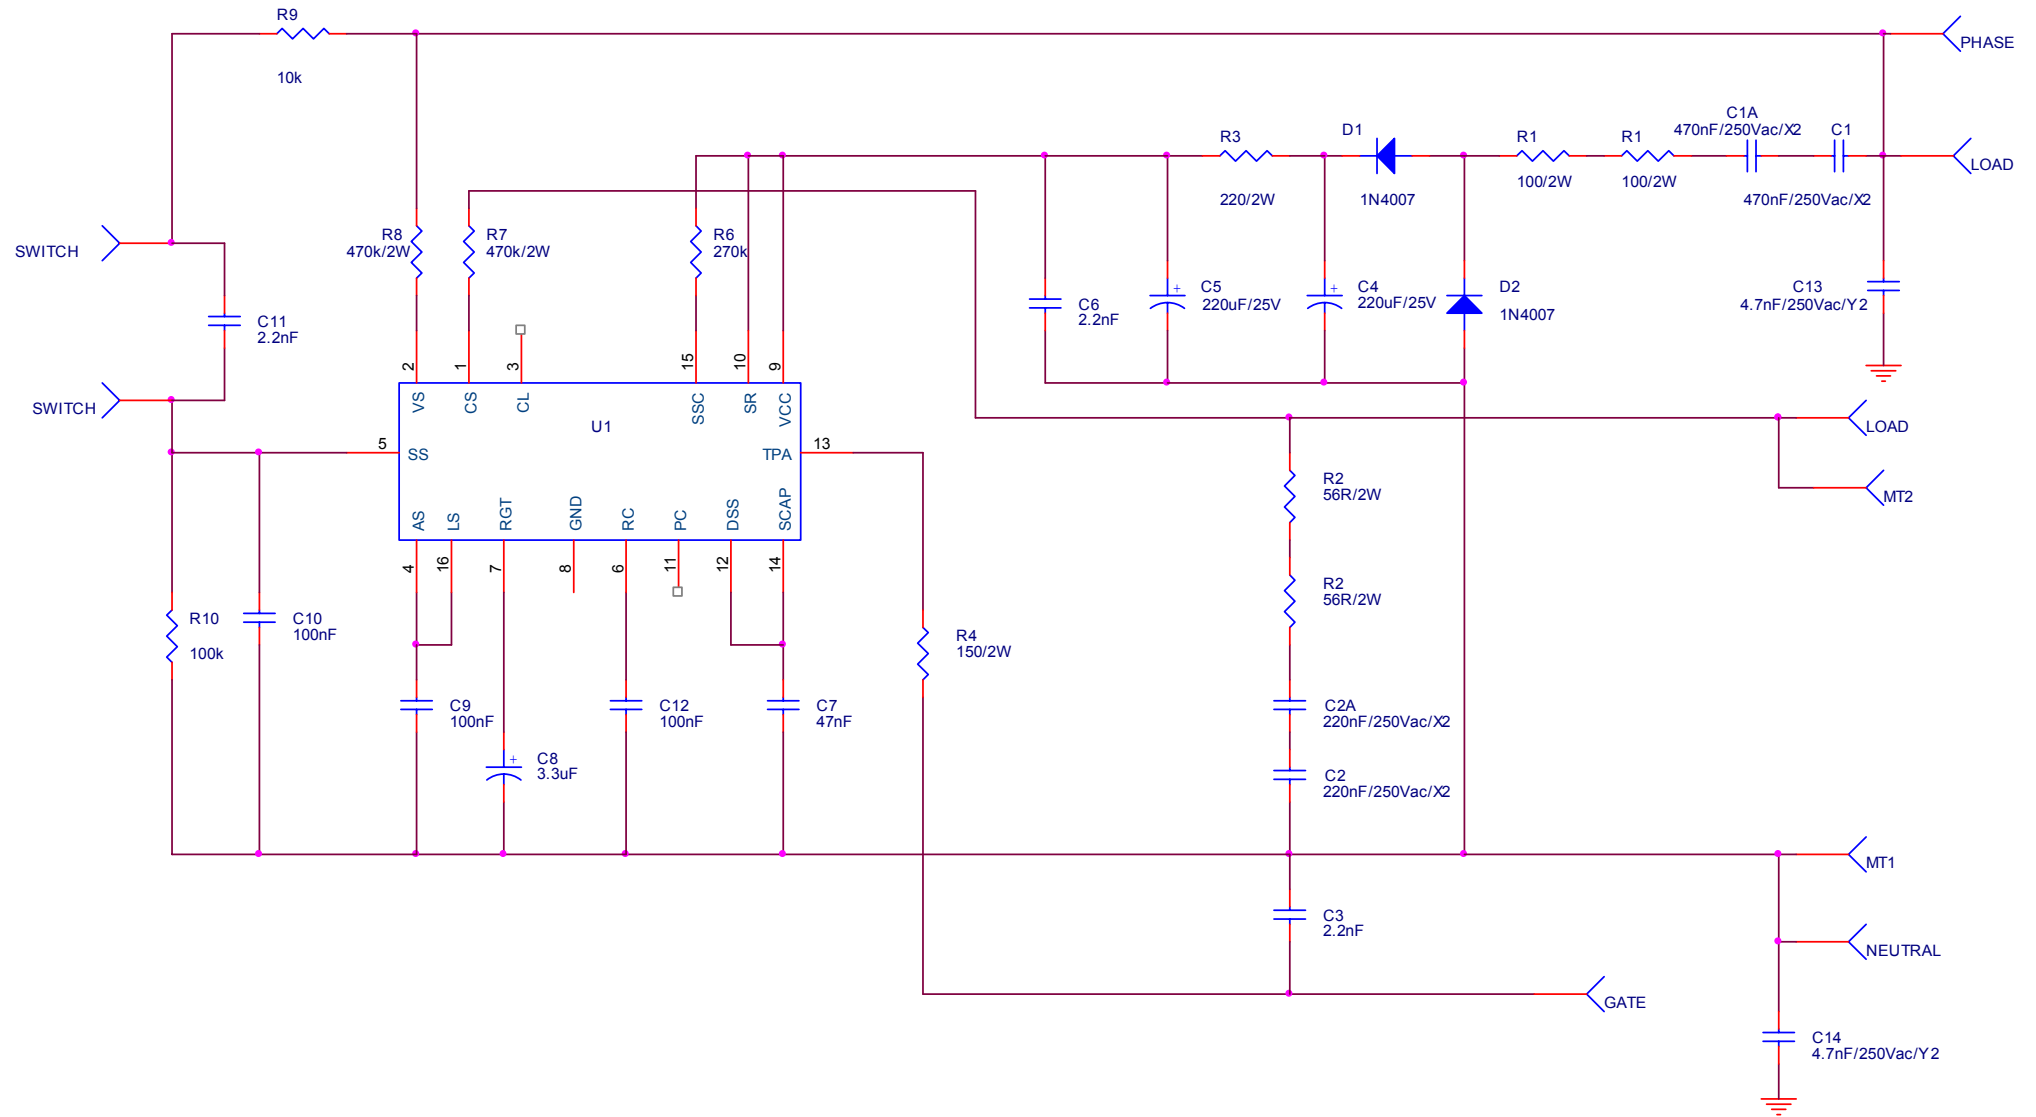 R9
10k
PHASE
C1A
470nF/250Vac/X2
C1
470nF/250Vac/X2
R1
100/2W
R1
100/2W
D1
1N4007
R3
220/2W
LOAD
SWITCH
R8
470k/2W
R7
470k/2W
R6
270k
C11
2.2nF
C6
2.2nF
+
C5
220uF/25V
+
C4
220uF/25V
D2
1N4007
C13
4.7nF/250Vac/Y2
SWITCH
2
1
3
15
10
9
VS
CS
CL
SSC
SR
VCC
U1
5
SS
TPA
13
AS
LS
RGT
GND
RC
PC
DSS
SCAP
4
16
7
8
6
11
12
14
LOAD
MT2
R2
56R/2W
R2
56R/2W
R10
100k
C10
100nF
R4
150/2W
C9
100nF
C12
100nF
C7
47nF
C2A
220nF/250Vac/X2
+
C8
3.3uF
C2
220nF/250Vac/X2
MT1
C3
2.2nF
NEUTRAL
GATE
C14
4.7nF/250Vac/Y2